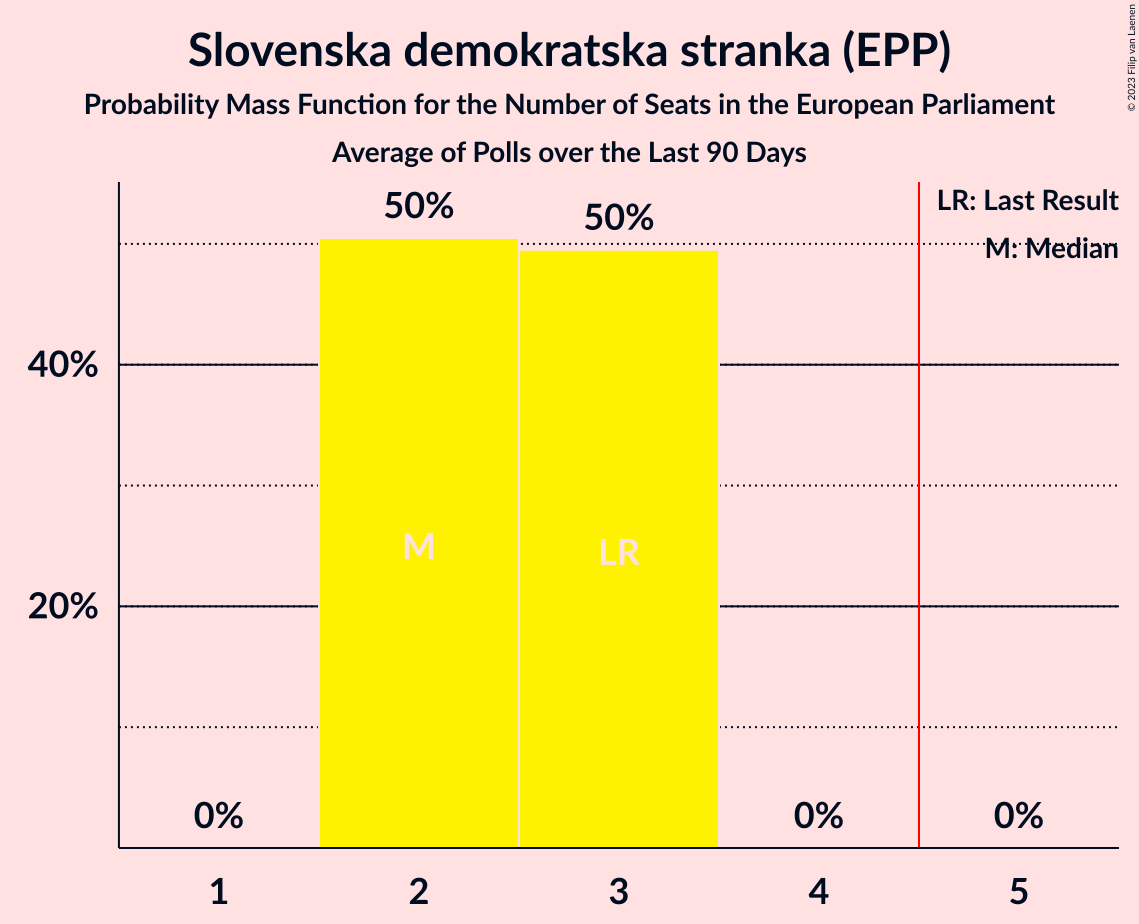 Slovenska demokratska stranka (EPP)
Probability Mass Function for the Number of Seats in the European Parliament
Average of Polls over the Last 90 Days
© 2023 Filip van Laenen
LR: Last Result
M: Median
50%
50%
40%
20%
M
LR
0%
0%
0%
1
2
3
4
5